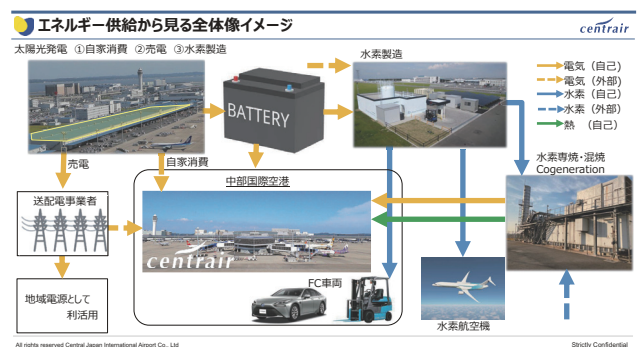 エネルギー供給から見る全体像イメージ
centrair
太陽光発電 ①自家消費 ②売電 ③水素製造
水素製造
電気（自己）
電気（外部）
水素（自己）
水素（外部）
熱 （自己）
BATTERY
売電
自家消費
水素専焼・混焼
Cogeneration
中部国際空港
送配電事業者
centrair
FC車両
地域電源として
利活用
水素航空機
All rights reserved Central Japan International Airport Co., Ltd
Strictly Confidential